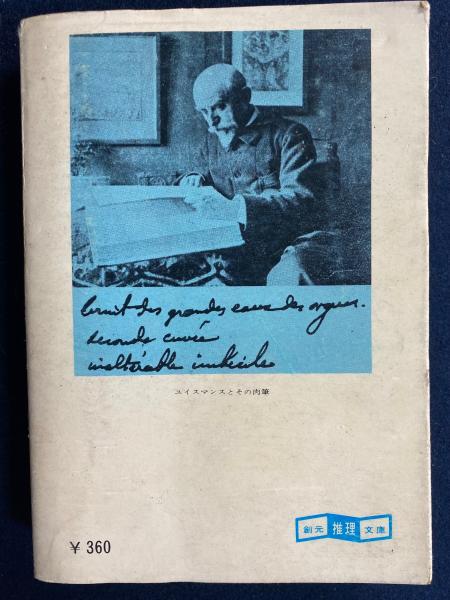 bruit des grandes eaux des orgues.
seconde cuvée
inaltérable imbécile
ユイスマンスとその肉筆
創元 推理 文庫
¥ 360